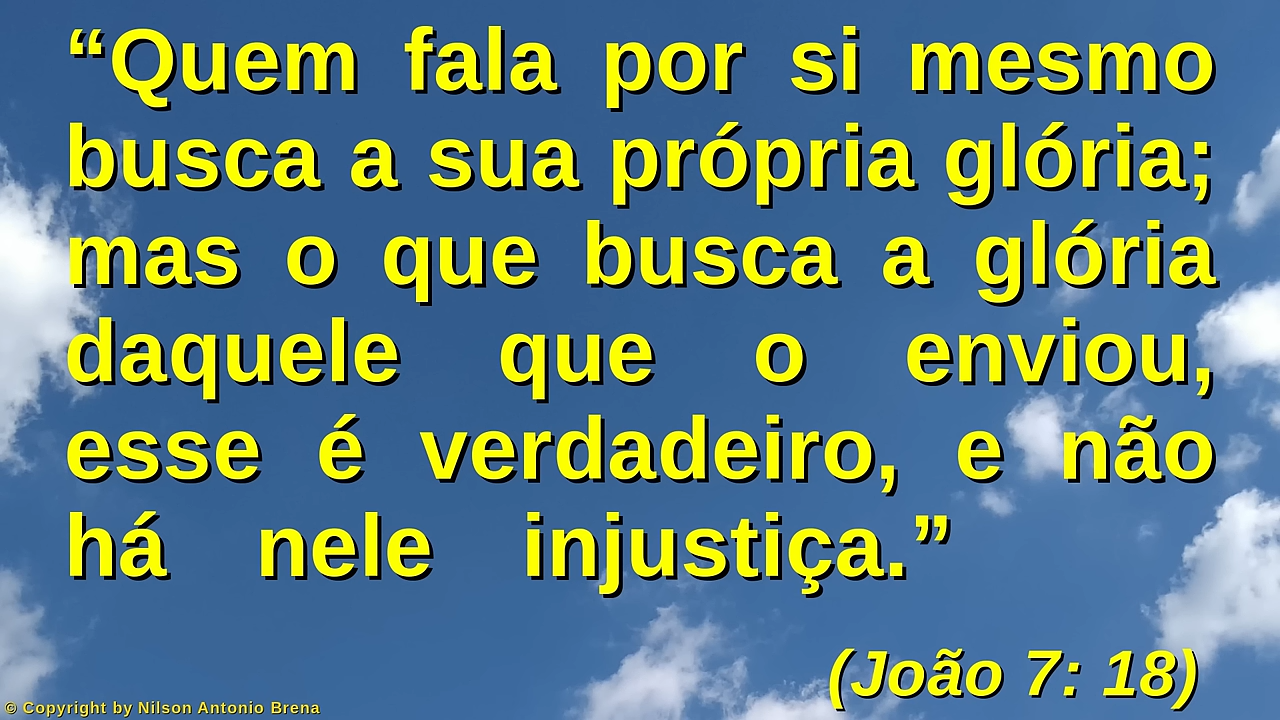 “Quem fala por si mesmo
busca a sua própria glória;
mas o que busca a glória
daquele que o enviou,
esse é verdadeiro, e não
há nele injustiça.”
(João 7: 18)
© Copyright by Nilson Antonio Brena